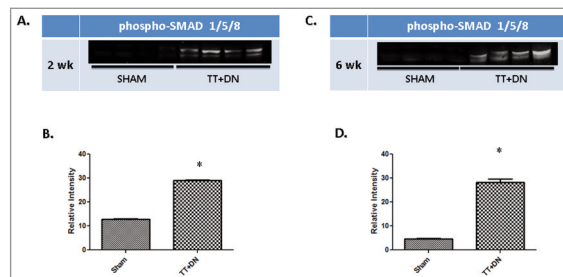 A.
phospho-SMAD 1/5/8
2 wk
SHAM
TT+DN
C.
phospho-SMAD 1/5/8
6 wk
SHAM
TT+DN
B.
Relative Intensity
40
30
20
10
0
*
Sham
TT+DN
D.
Relative Intensity
40
30
20
10
0
*
Sham
TT+DN